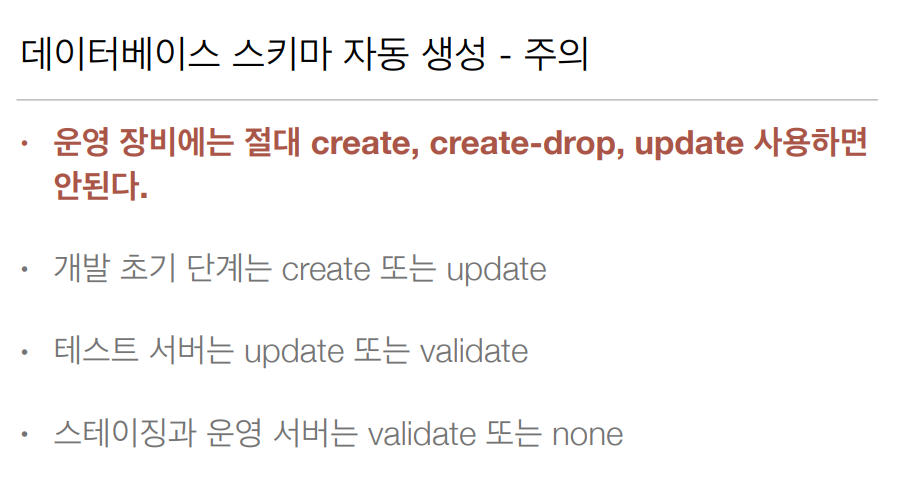 데이터베이스 스키마 자동 생성 - 주의
• 운영 장비에는 절대 create, create-drop, update 사용하면
안된다.
• 개발 초기 단계는 create 또는 update
• 테스트 서버는 update 또는 validate
• 스테이징과 운영 서버는 validate 또는 none